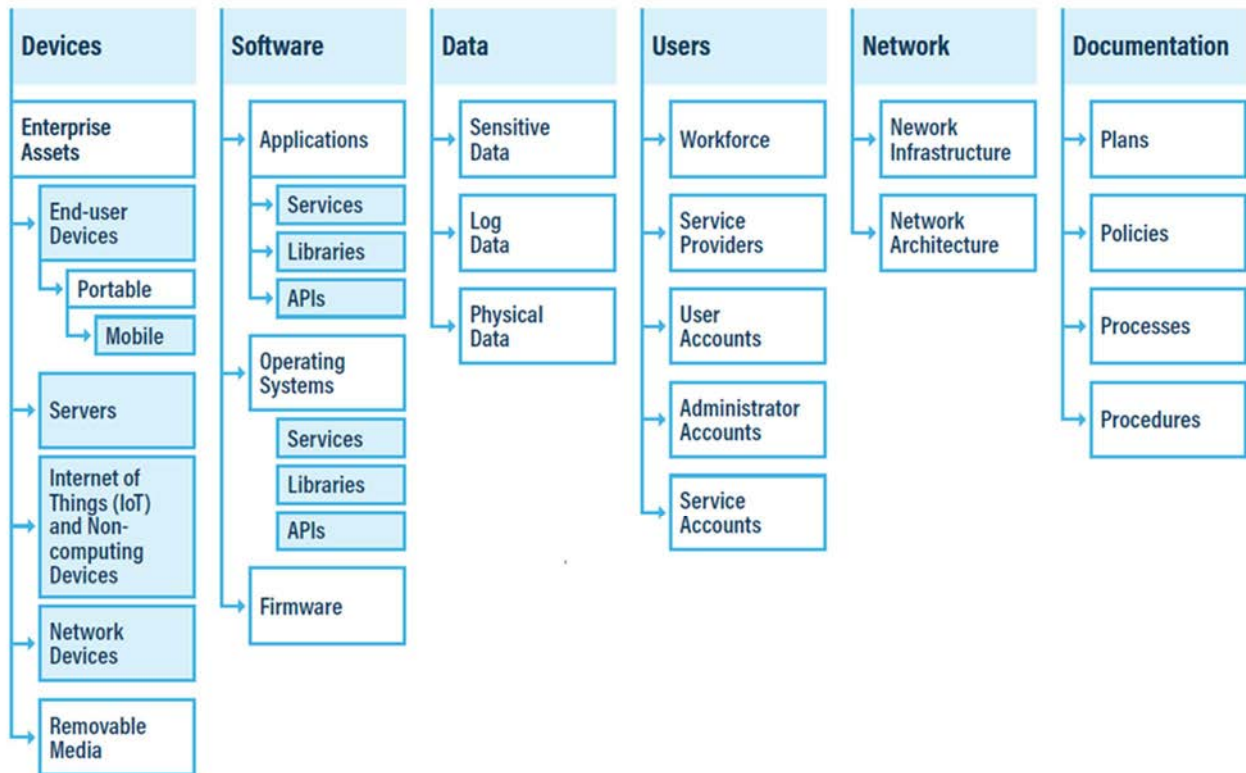 Devices
Enterprise
Assets
End-user
Devices
Portable
Mobile
Servers
Internet of
Things (IoT)
and Non-
computing
Devices
Network
Devices
Removable
Media
Software
Applications
Services
Libraries
APIs
Operating
Systems
Services
Libraries
APIs
Firmware
Data
Sensitive
Data
Log
Data
Physical
Data
Users
Workforce
Service
Providers
User
Accounts
Administrator
Accounts
Service
Accounts
Network
Nework
Infrastructure
Network
Architecture
Documentation
Plans
Policies
Processes
Procedures